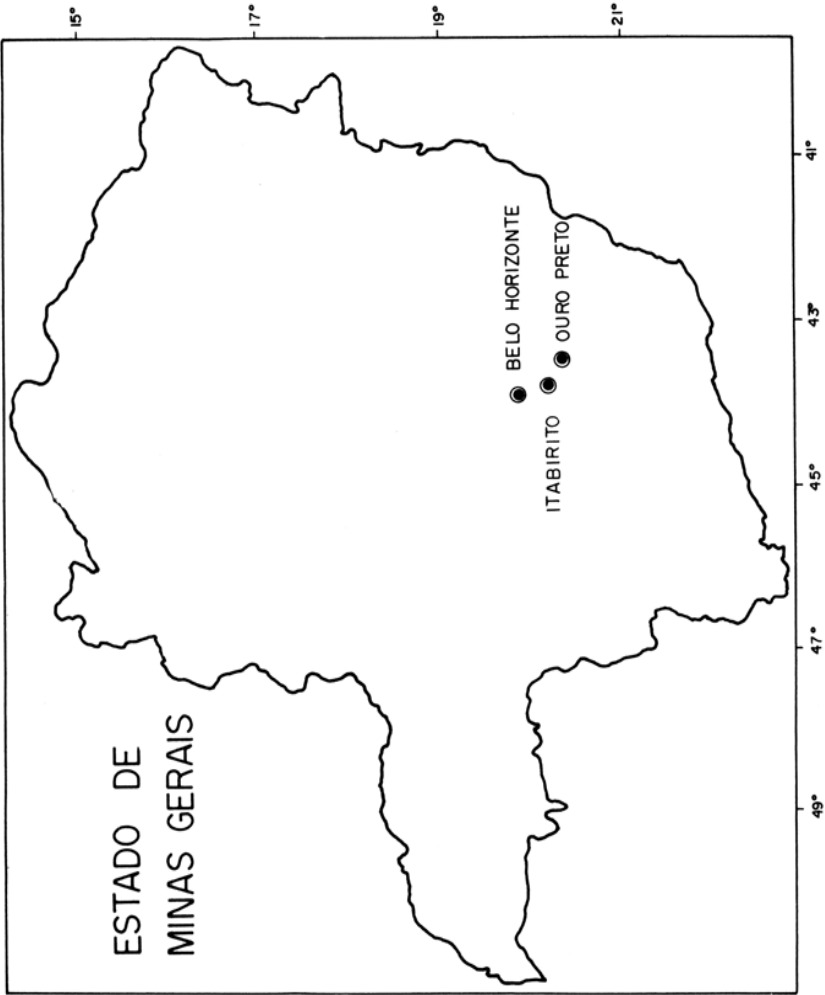 ESTADO DE
MINAS GERAIS
BELO HORIZONTE
ITABIRITO
OURO PRETO
15°
17°
19°
21°
49°
47°
45°
43°
41°